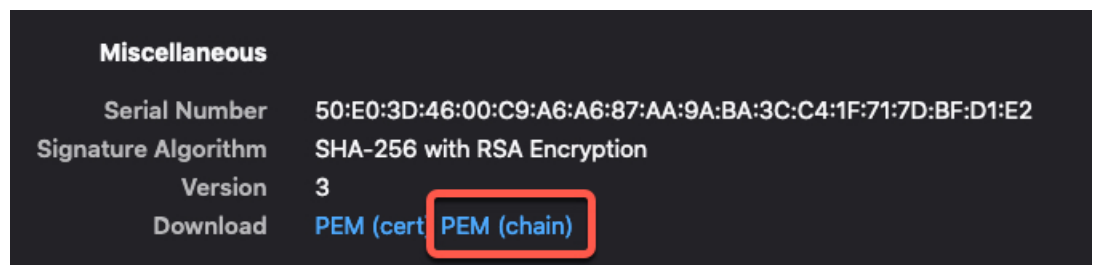 Miscellaneous
Serial Number 50:E0:3D:46:00:C9:A6:A6:87:AA:9A:BA:3C:C4:1F:71:7D:BF:D1:E2
Signature Algorithm SHA-256 with RSA Encryption
Version 3
Download PEM (cert) PEM (chain)